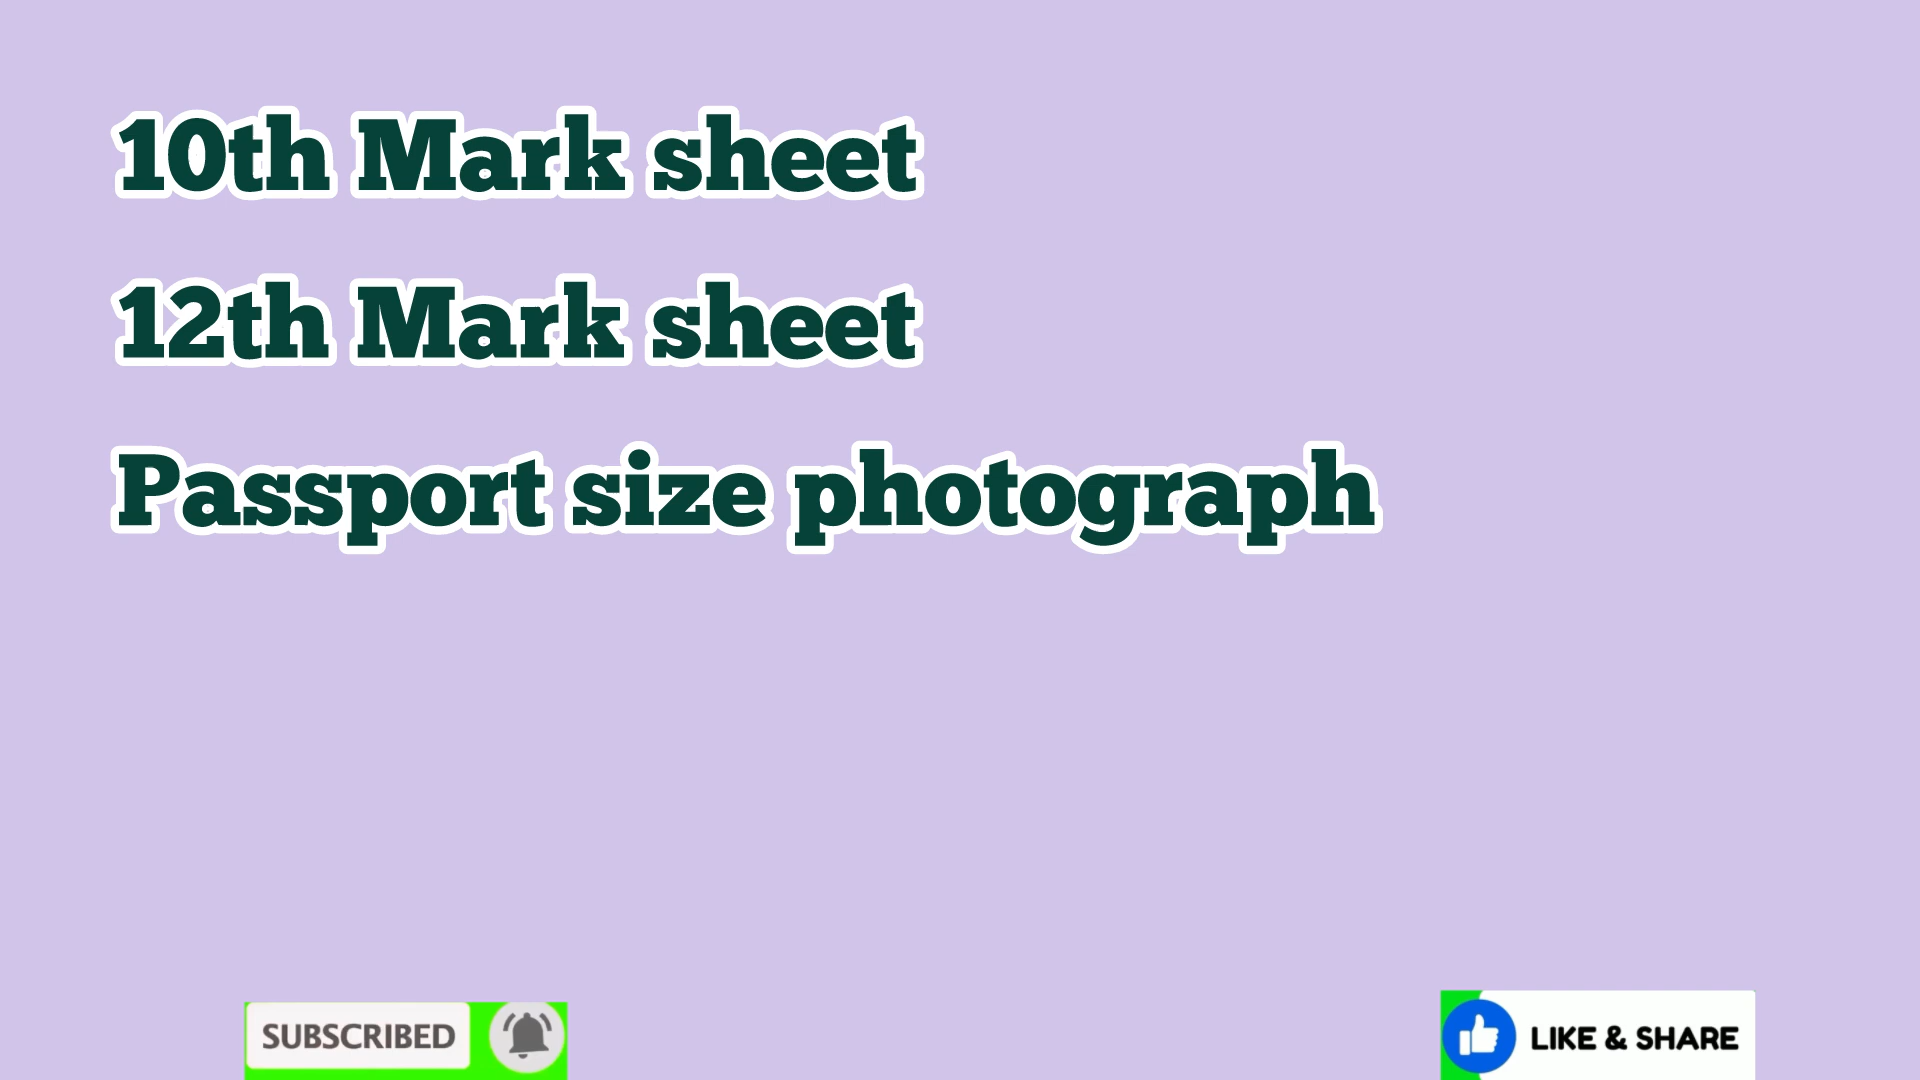 10th Mark sheet
12th Mark sheet
Passport size photograph
SUBSCRIBED
LIKE & SHARE